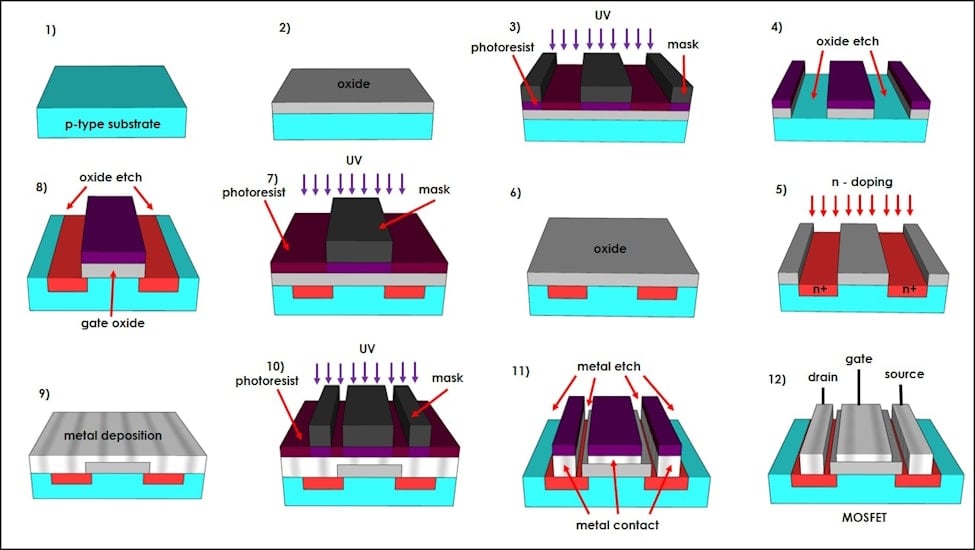 1)
p-type substrate
2)
oxide
3)
UV
photoresist
mask
4)
oxide etch
5)
n - doping
n+
n+
6)
oxide
7)
UV
photoresist
mask
8)
oxide etch
gate oxide
9)
metal deposition
10)
UV
photoresist
mask
11)
metal etch
metal contact
12)
drain
gate
source
MOSFET